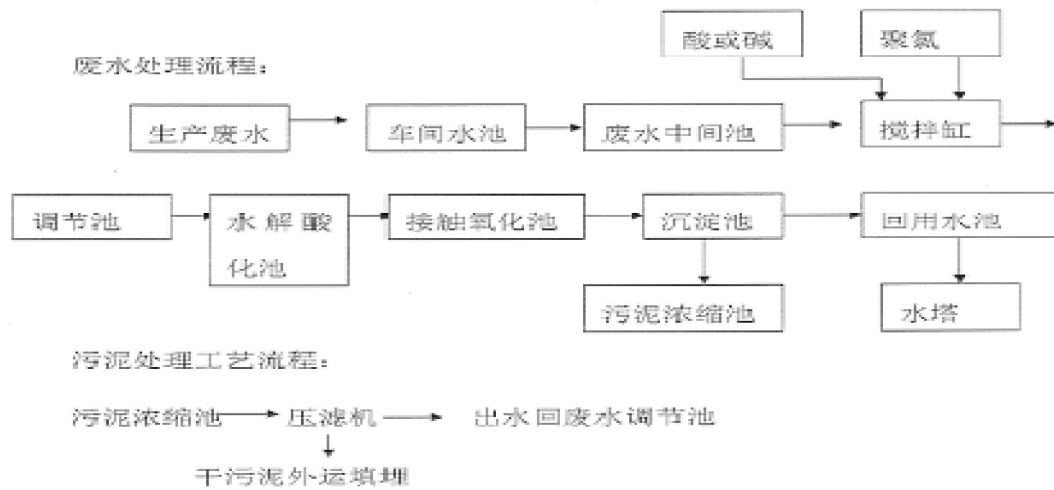 酸或碱 聚氯
废水处理流程：
生产废水 车间水池 废水中间池 搅拌缸
调节池 水解酸化池 接触氧化池 沉淀池 回用水池
污泥浓缩池 水塔
污泥处理工艺流程：
污泥浓缩池 压滤机 出水回废水调节池
干污泥外运填埋